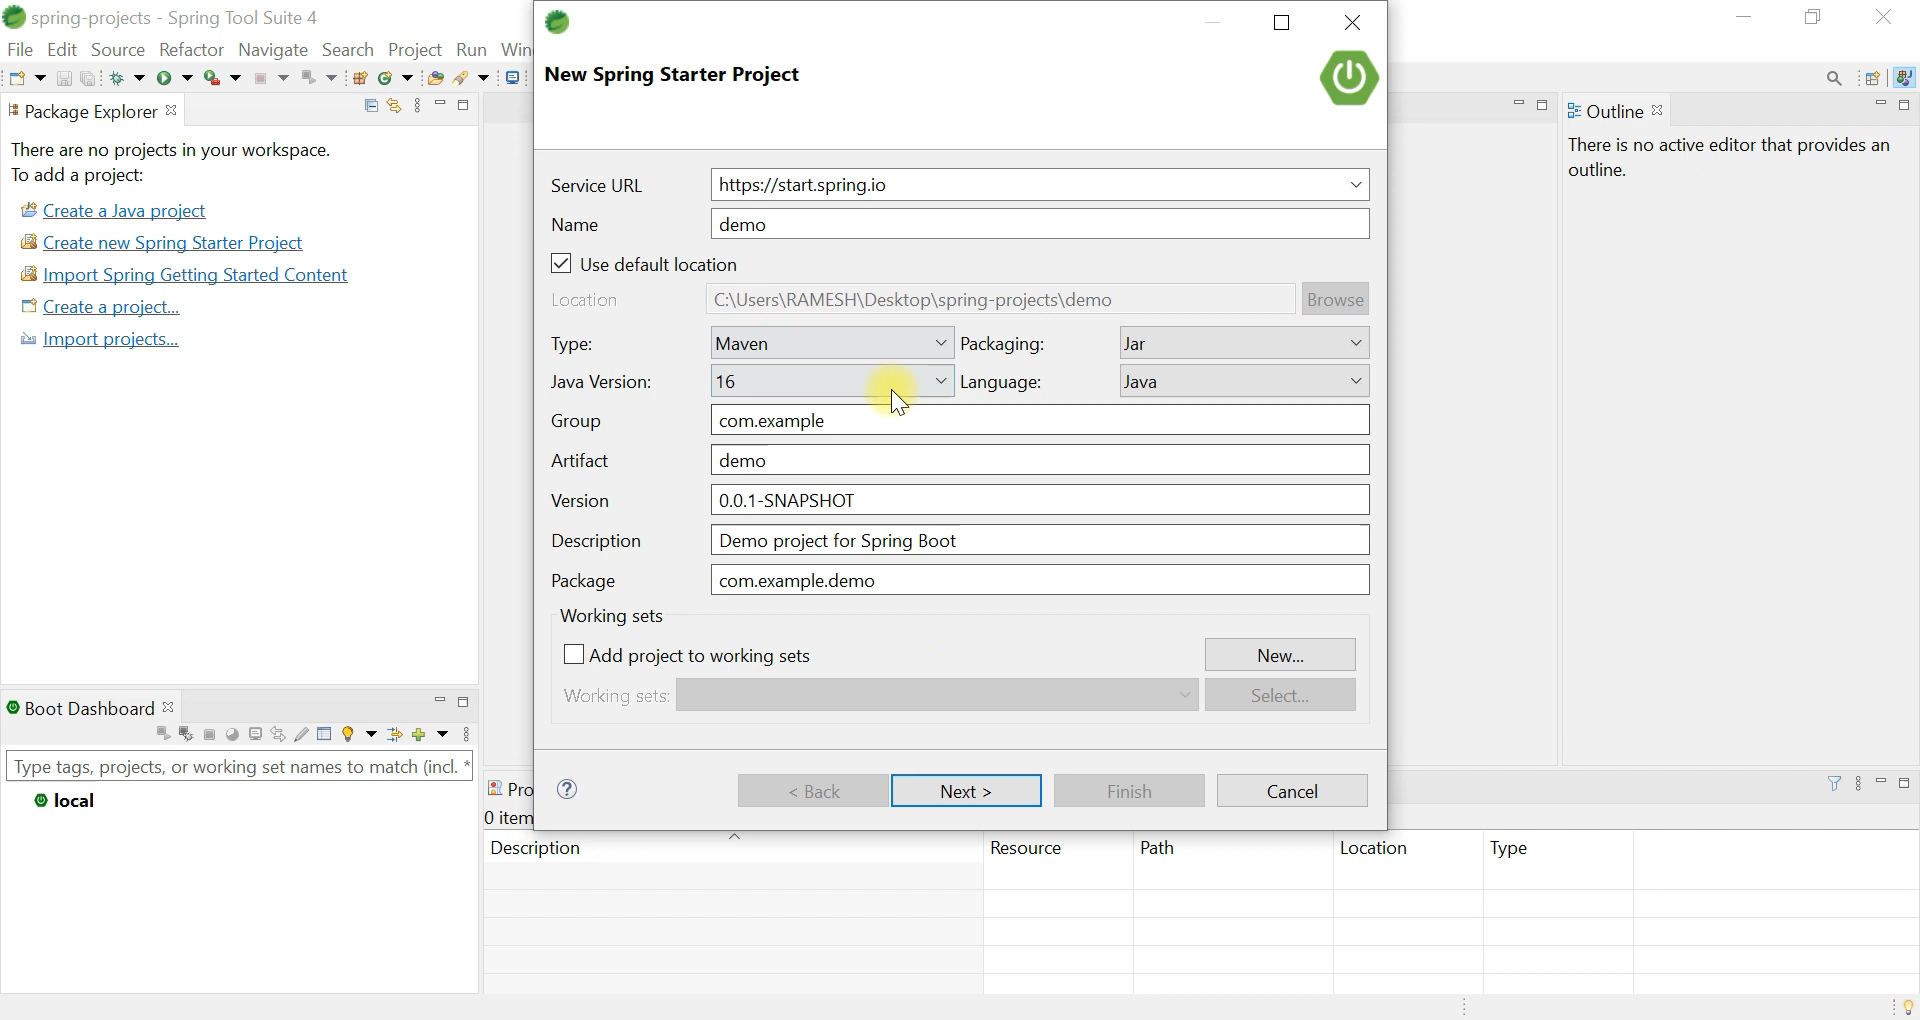 spring-projects - Spring Tool Suite 4
File Edit Source Refactor Navigate Search Project Run
Package Explorer
There are no projects in your workspace.
To add a project:
Create a Java project
Create new Spring Starter Project
Import Spring Getting Started Content
Create a project...
Import projects...
Boot Dashboard
Type tags, projects, or working set names to match (incl. *
local
New Spring Starter Project
Service URL https://start.spring.io
Name demo
Use default location
Location C:\Users\RAMESH\Desktop\spring-projects\demo Browse
Type: Maven Packaging: Jar
Java Version: 16 Language: Java
Group com.example
Artifact demo
Version 0.0.1-SNAPSHOT
Description Demo project for Spring Boot
Package com.example.demo
Working sets
Add project to working sets New...
Working sets: Select...
< Back Next > Finish Cancel
Outline
There is no active editor that provides an
outline.
Pro
0 item
Description Resource Path Location Type